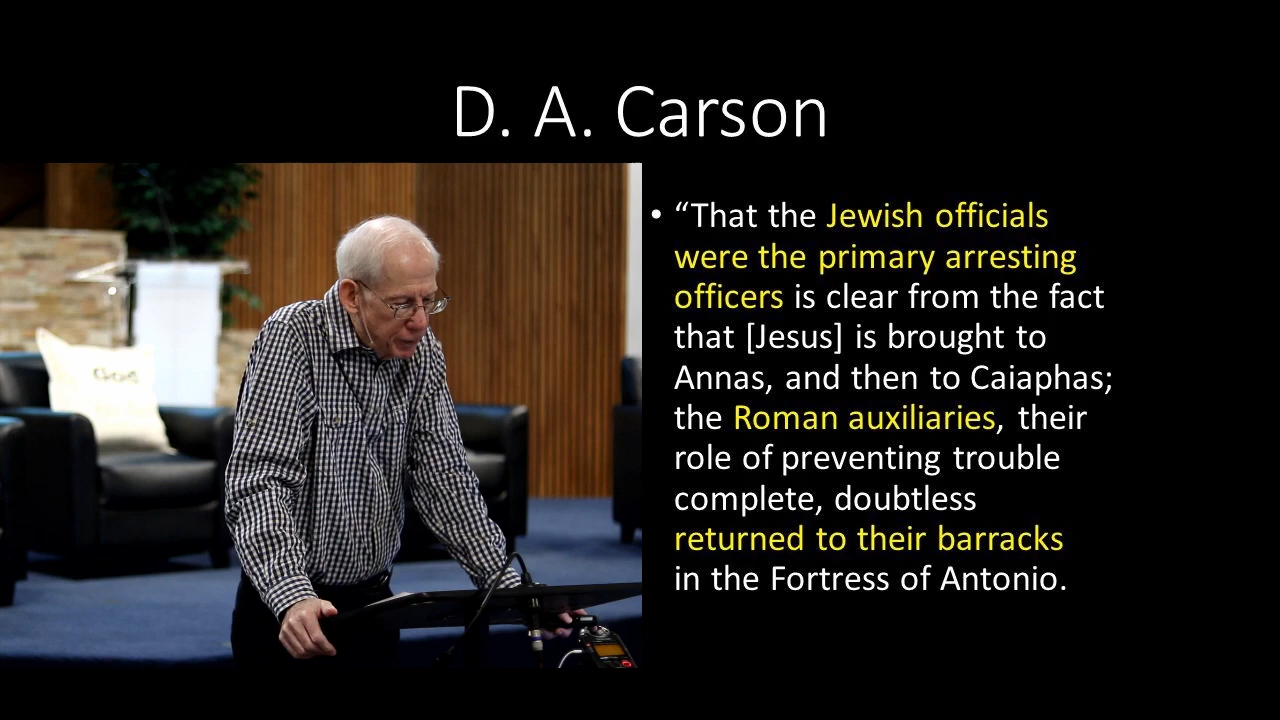 D. A. Carson
• “That the Jewish officials
were the primary arresting
officers is clear from the fact
that [Jesus] is brought to
Annas, and then to Caiaphas;
the Roman auxiliaries, their
role of preventing trouble
complete, doubtless
returned to their barracks
in the Fortress of Antonio.